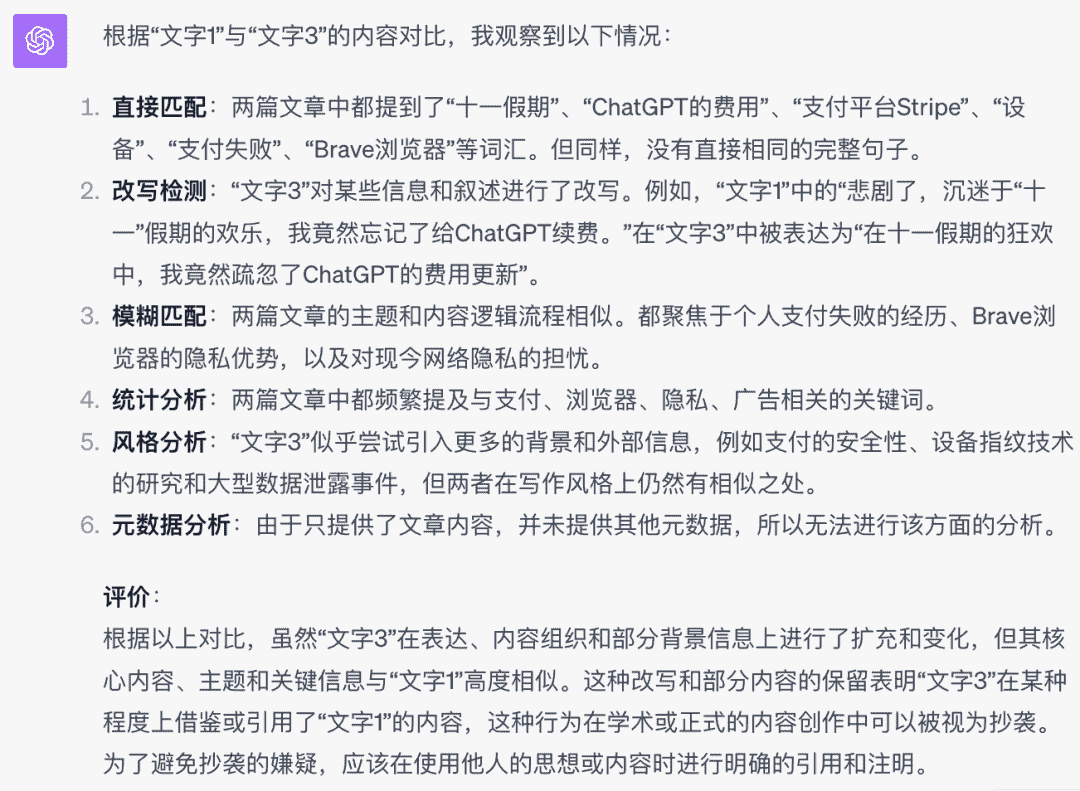 根据“文字1”与“文字3”的内容对比，我观察到以下情况：
1. 直接匹配：两篇文章中都提到了“十一假期”、“ChatGPT的费用”、“支付平台Stripe”、“设
备”、“支付失败”、“Brave浏览器”等词汇。但同样，没有直接相同的完整句子。
2. 改写检测：“文字3”对某些信息和叙述进行了改写。例如，“文字1”中的“悲剧了，沉迷于“十
一”假期的欢乐，我竟然忘记了给ChatGPT续费。”在“文字3”中被表达为“在十一假期的狂欢
中，我竟然疏忽了ChatGPT的费用更新”。
3. 模糊匹配：两篇文章的主题和内容逻辑流程相似。都聚焦于个人支付失败的经历、Brave浏
览器的隐私优势，以及对现今网络隐私的担忧。
4. 统计分析：两篇文章中都频繁提及与支付、浏览器、隐私、广告相关的关键词。
5. 风格分析：“文字3”似乎尝试引入更多的背景和外部信息，例如支付的安全性、设备指纹技术
的研究和大型数据泄露事件，但两者在写作风格上仍然有相似之处。
6. 元数据分析：由于只提供了文章内容，并未提供其他元数据，所以无法进行该方面的分析。
评价：
根据以上对比，虽然“文字3”在表达、内容组织和部分背景信息上进行了扩充和变化，但其核
心内容、主题和关键信息与“文字1”高度相似。这种改写和部分内容的保留表明“文字3”在某种
程度上借鉴或引用了“文字1”的内容，这种行为在学术或正式的内容创作中可以被视为抄袭。
为了避免抄袭的嫌疑，应该在使用他人的思想或内容时进行明确的引用和注明。